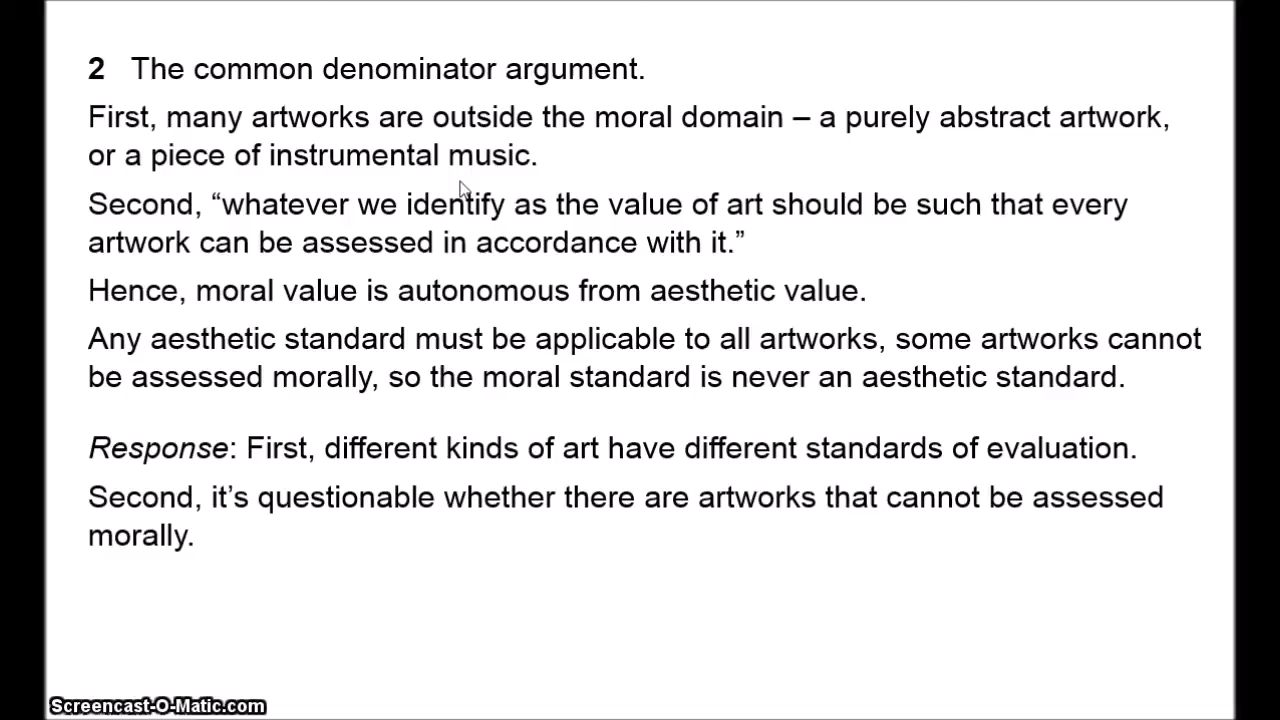 2 The common denominator argument.
First, many artworks are outside the moral domain – a purely abstract artwork,
or a piece of instrumental music.
Second, “whatever we identify as the value of art should be such that every
artwork can be assessed in accordance with it.”
Hence, moral value is autonomous from aesthetic value.
Any aesthetic standard must be applicable to all artworks, some artworks cannot
be assessed morally, so the moral standard is never an aesthetic standard.
Response: First, different kinds of art have different standards of evaluation.
Second, it’s questionable whether there are artworks that cannot be assessed
morally.
Screencast-O-Matic.com